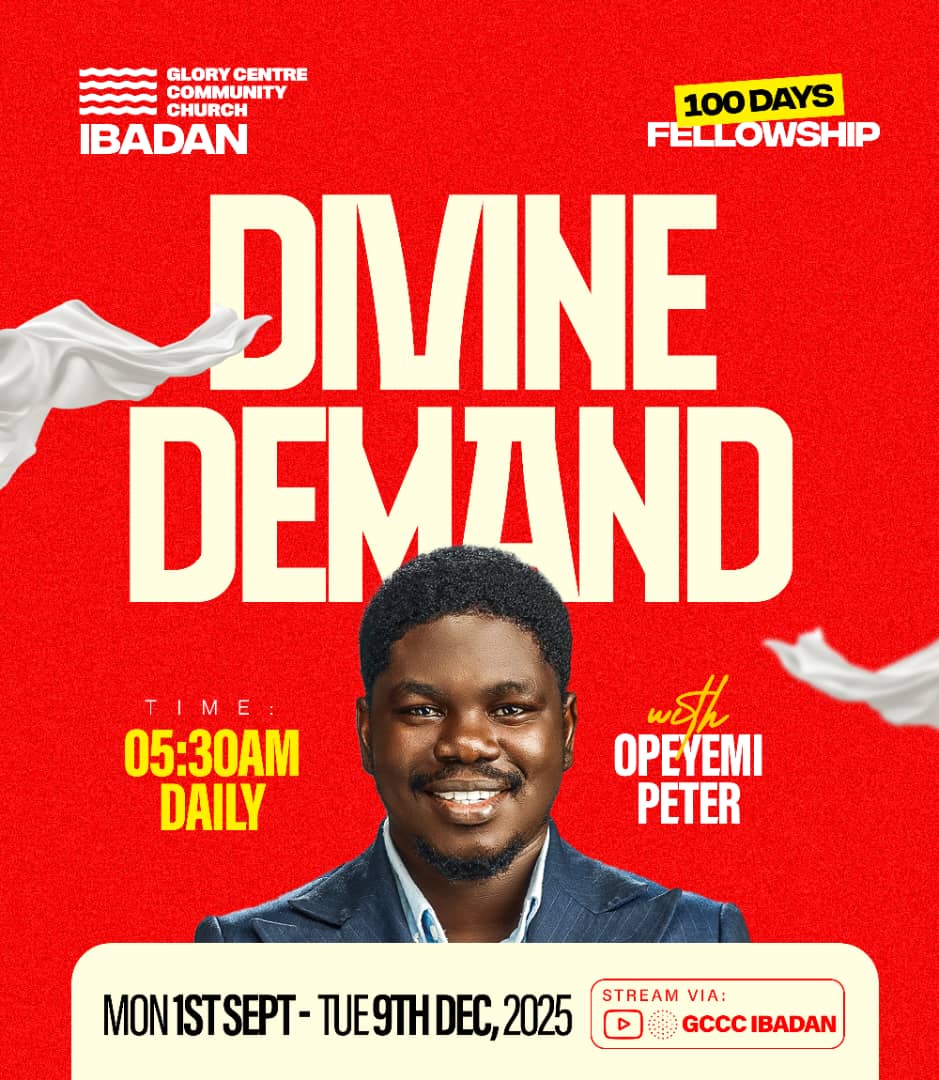 GLORY CENTRE
COMMUNITY
CHURCH
IBADAN
100 DAYS
FELLOWSHIP
DIVINE
DEMAND
TIME:
05:30AM
DAILY
with
OPEYEMI
PETER
MON 1ST SEPT - TUE 9TH DEC, 2025
STREAM VIA:
GCCC IBADAN